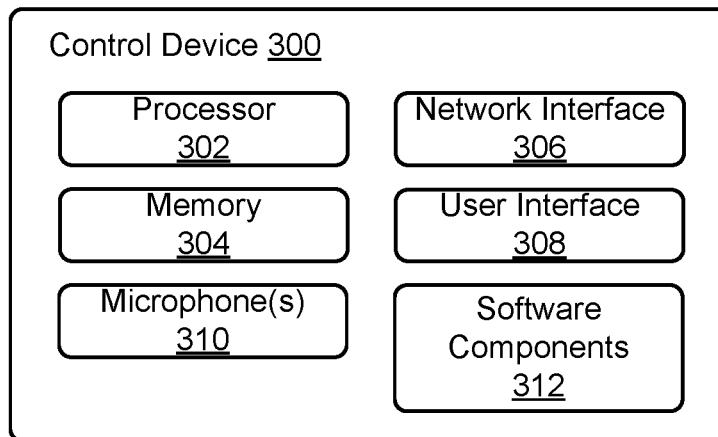 Control Device 300
Processor
302
Network Interface
306
Memory
304
User Interface
308
Microphone(s)
310
Software
Components
312